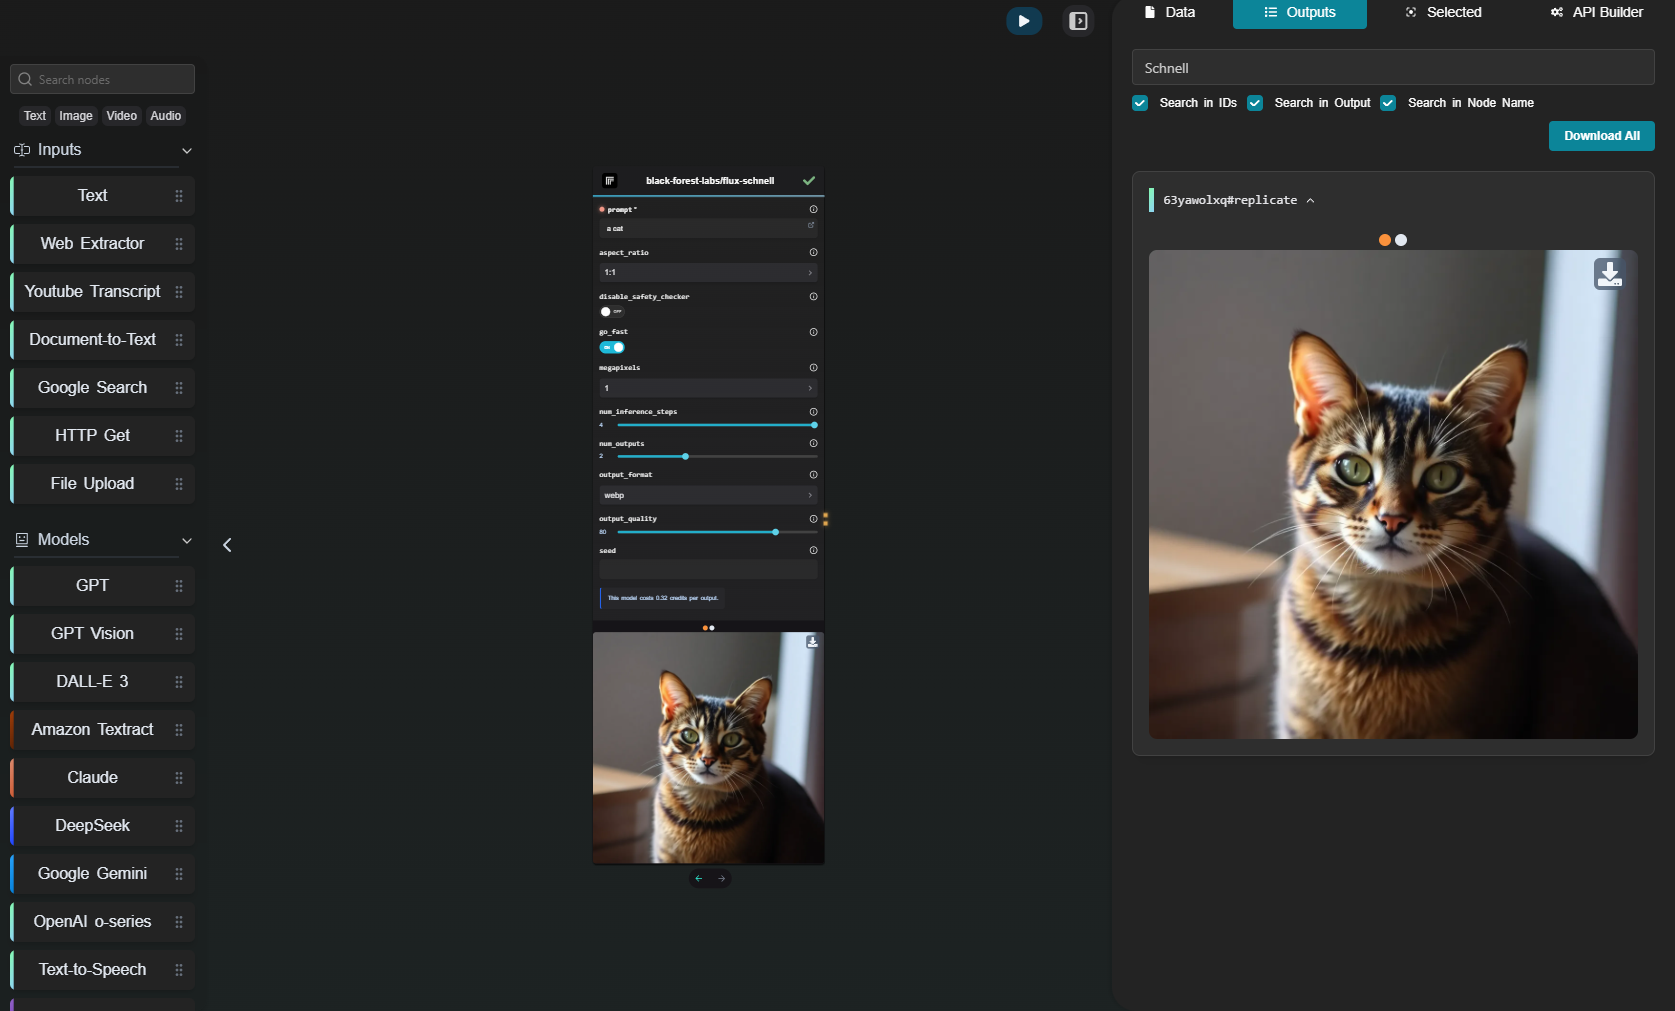 Data
Outputs
Selected
API Builder
Search nodes
Text
Image
Video
Audio
Inputs
Text
Web Extractor
Youtube Transcript
Document-to-Text
Google Search
HTTP Get
File Upload
Models
GPT
GPT Vision
DALL-E 3
Amazon Textract
Claude
DeepSeek
Google Gemini
OpenAI o-series
Text-to-Speech
black-forest-labs/flux-schnell
prompt*
a cat
aspect_ratio
1:1
disable_safety_checker
OFF
go_fast
ON
megapixels
1
num_inference_steps
4
num_outputs
2
output_format
webp
output_quality
80
seed
This model costs 0.32 credits per output.
Schnell
Search in IDs
Search in Output
Search in Node Name
Download All
63yawolxq#replicate